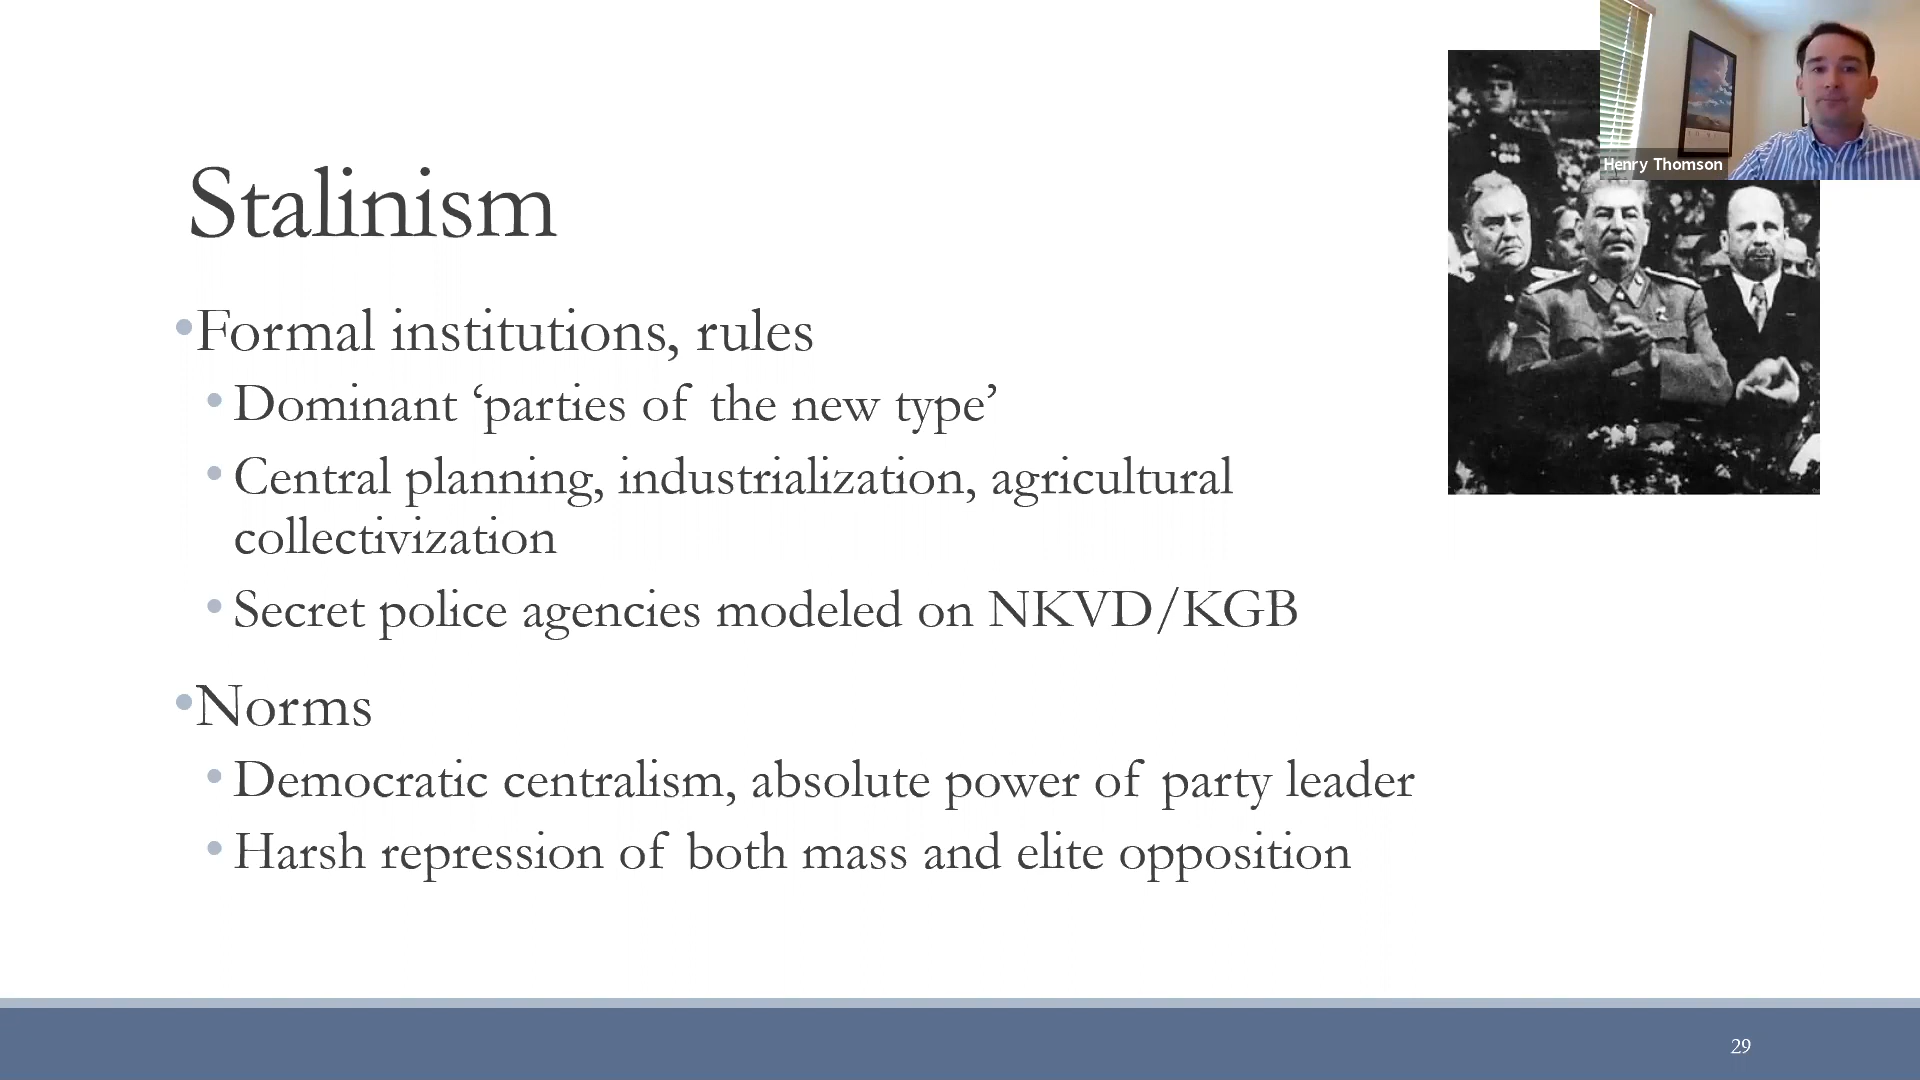 Henry Thomson
Stalinism
•Formal institutions, rules
•Dominant ‘parties of the new type’
•Central planning, industrialization, agricultural
collectivization
•Secret police agencies modeled on NKVD/KGB
•Norms
•Democratic centralism, absolute power of party leader
•Harsh repression of both mass and elite opposition
29